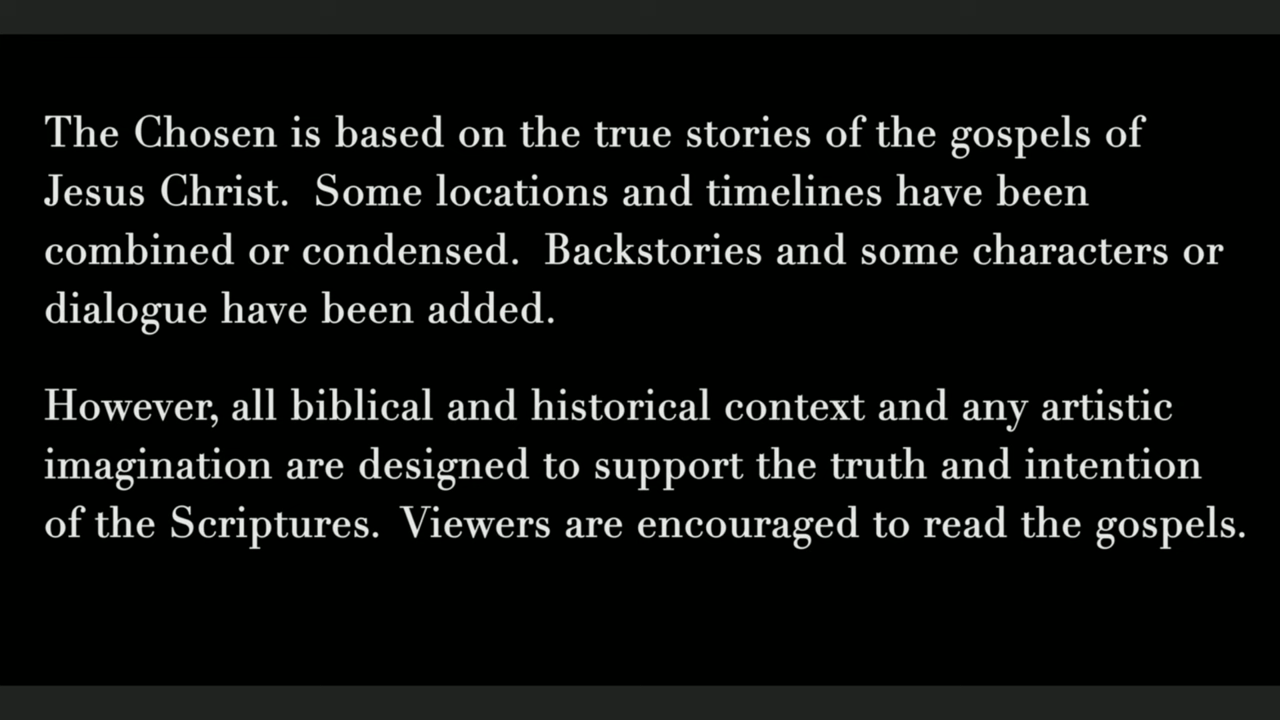 The Chosen is based on the true stories of the gospels of
Jesus Christ.  Some locations and timelines have been
combined or condensed.  Backstories and some characters or
dialogue have been added.
However, all biblical and historical context and any artistic
imagination are designed to support the truth and intention
of the Scriptures.  Viewers are encouraged to read the gospels.